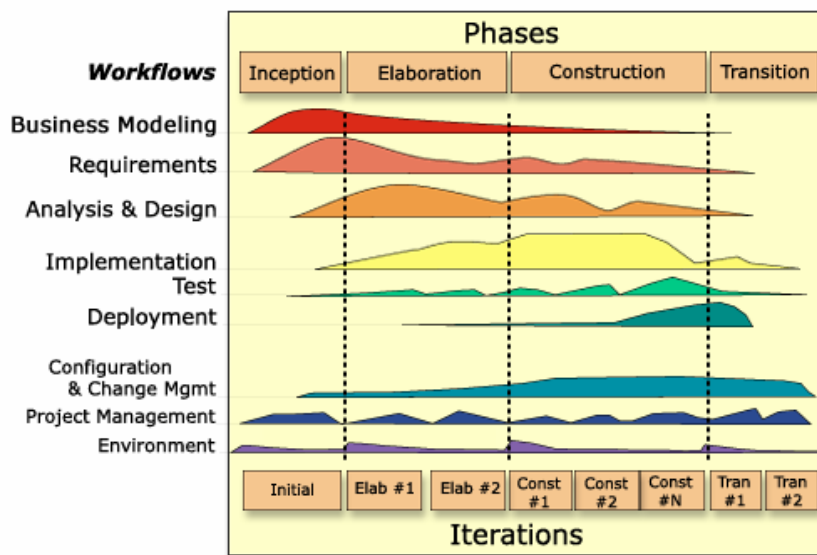 Phases
Workflows
Inception
Elaboration
Construction
Transition
Business Modeling
Requirements
Analysis & Design
Implementation
Test
Deployment
Configuration
& Change Mgmt
Project Management
Environment
Initial
Elab #1
Elab #2
Const
#1
Const
#2
Const
#N
Tran
#1
Tran
#2
Iterations